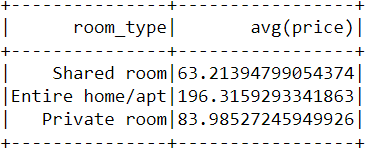 +---------------+-----------------+
|      room_type|       avg(price)|
+---------------+-----------------+
|    Shared room|63.21394799054374|
|Entire home/apt|196.3159293341863|
|   Private room|83.98527245949926|
+---------------+-----------------+